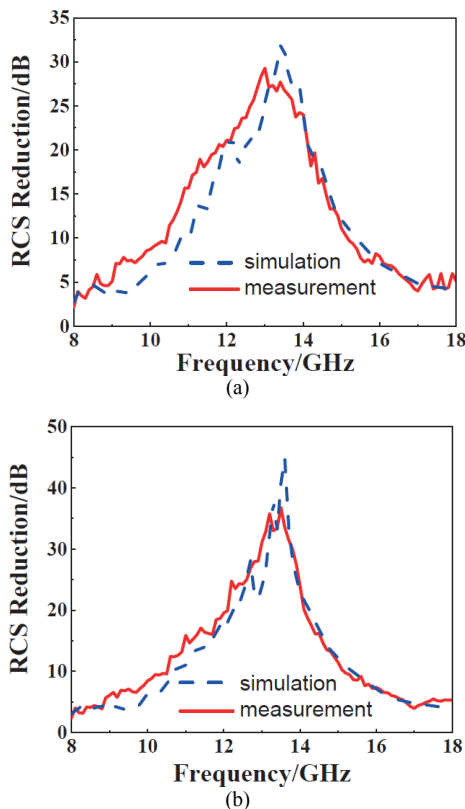 35
30
25
20
15
10
5
0
RCS Reduction/dB
simulation
measurement
8 10 12 14 16 18
Frequency/GHz
(a)
50
40
30
20
10
0
RCS Reduction/dB
simulation
measurement
8 10 12 14 16 18
Frequency/GHz
(b)